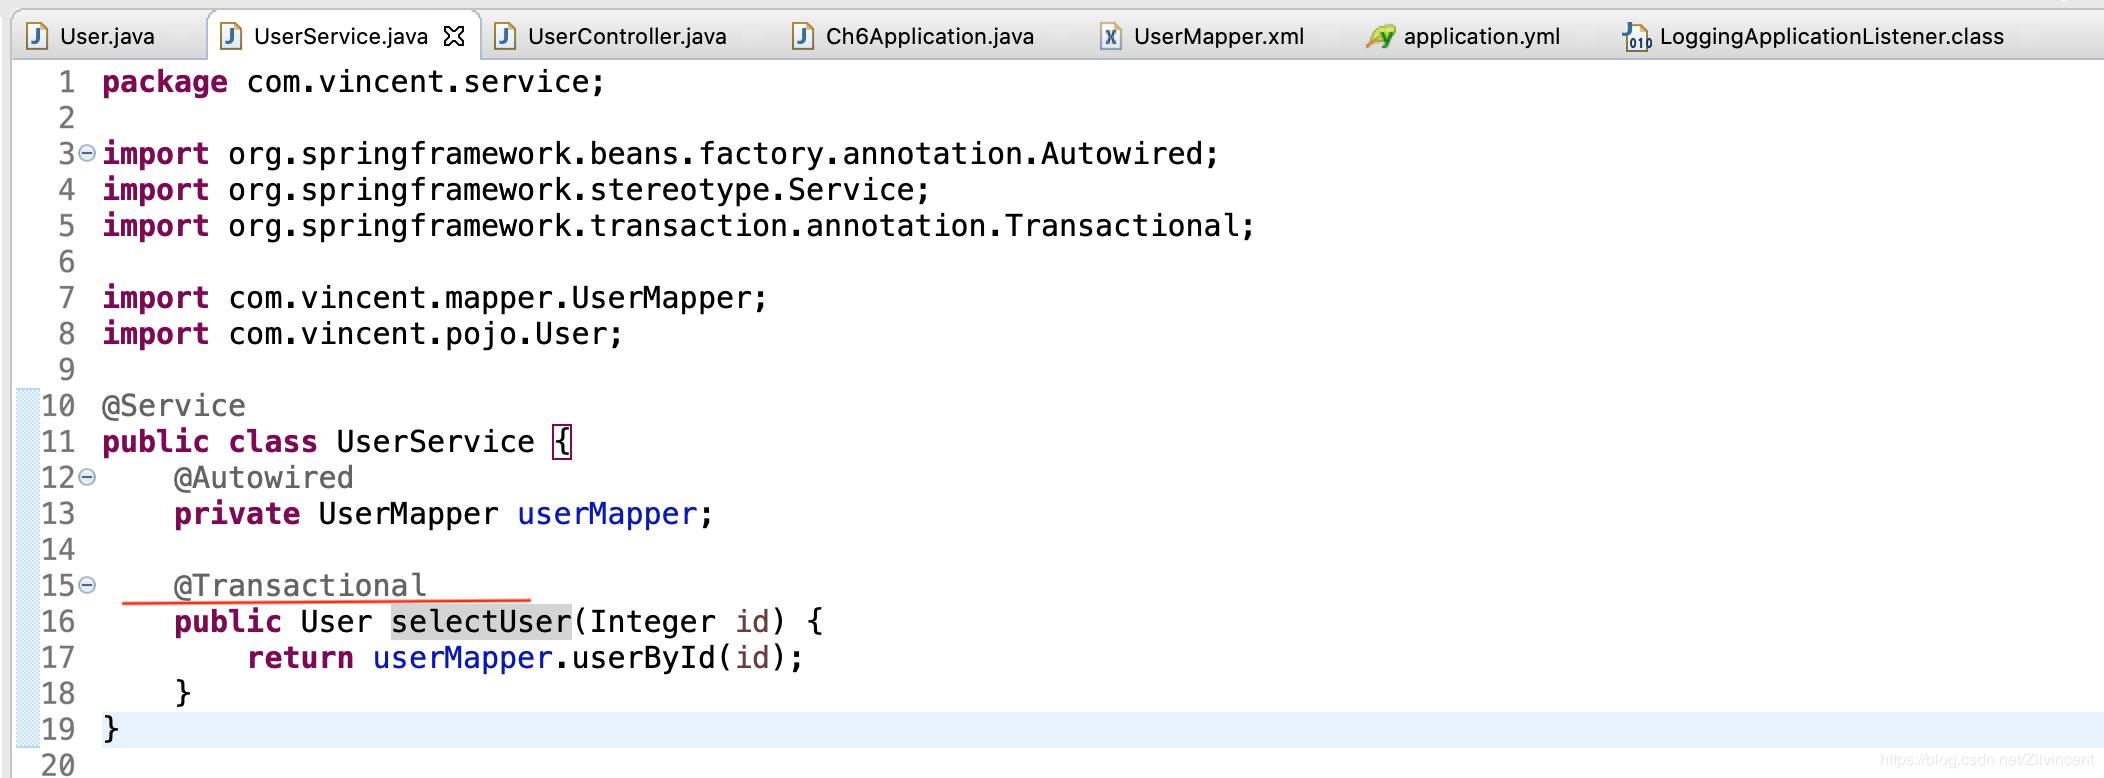 User.java UserService.java UserController.java Ch6Application.java UserMapper.xml application.yml LoggingApplicationListener.class
1 package com.vincent.service;
2
3 import org.springframework.beans.factory.annotation.Autowired;
4 import org.springframework.stereotype.Service;
5 import org.springframework.transaction.annotation.Transactional;
6
7 import com.vincent.mapper.UserMapper;
8 import com.vincent.pojo.User;
9
10 @Service
11 public class UserService {
12     @Autowired
13     private UserMapper userMapper;
14
15     @Transactional
16     public User selectUser(Integer id) {
17         return userMapper.userById(id);
18     }
19 }
20
https://blog.csdn.net/Zllvincent